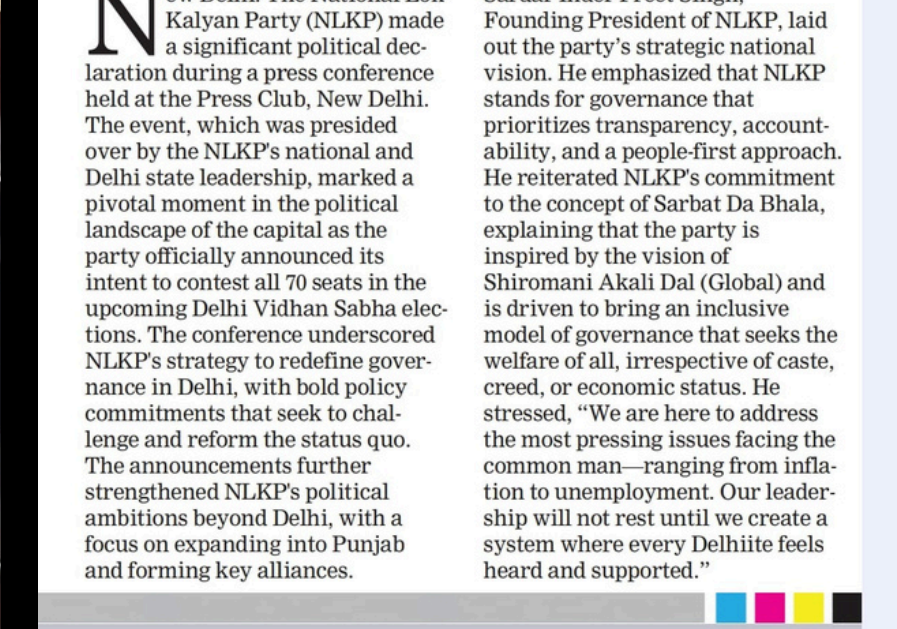 New Delhi. The National Lok
Kalyan Party (NLKP) made
a significant political dec-
laration during a press conference
held at the Press Club, New Delhi.
The event, which was presided
over by the NLKP's national and
Delhi state leadership, marked a
pivotal moment in the political
landscape of the capital as the
party officially announced its
intent to contest all 70 seats in the
upcoming Delhi Vidhan Sabha elec-
tions. The conference underscored
NLKP's strategy to redefine gover-
nance in Delhi, with bold policy
commitments that seek to chal-
lenge and reform the status quo.
The announcements further
strengthened NLKP's political
ambitions beyond Delhi, with a
focus on expanding into Punjab
and forming key alliances.
Sardar Inder Preet Singh,
Founding President of NLKP, laid
out the party’s strategic national
vision. He emphasized that NLKP
stands for governance that
prioritizes transparency, account-
ability, and a people-first approach.
He reiterated NLKP's commitment
to the concept of Sarbat Da Bhala,
explaining that the party is
inspired by the vision of
Shiromani Akali Dal (Global) and
is driven to bring an inclusive
model of governance that seeks the
welfare of all, irrespective of caste,
creed, or economic status. He
stressed, “We are here to address
the most pressing issues facing the
common man—ranging from infla-
tion to unemployment. Our leader-
ship will not rest until we create a
system where every Delhiite feels
heard and supported.”